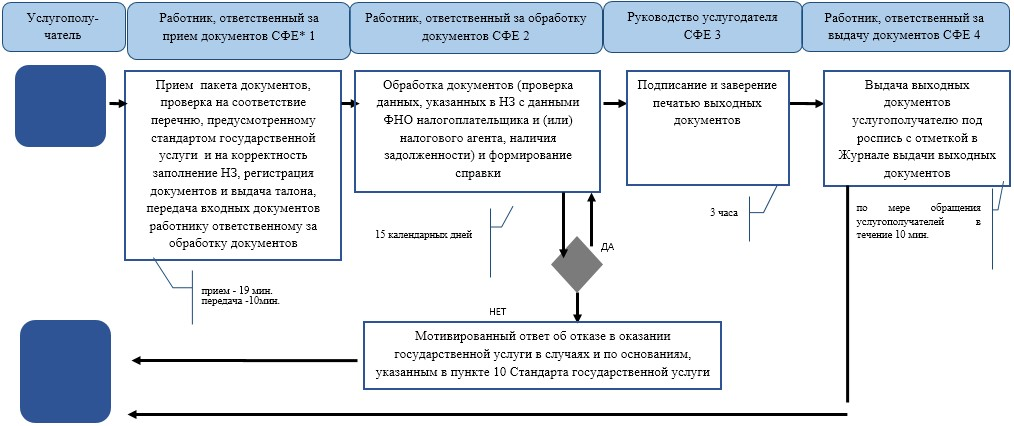 Услугополу-
чатель
Работник, ответственный за
прием документов СФЕ* 1
Работник, ответственный за обработку
документов СФЕ 2
Руководство услугодателя
СФЕ 3
Работник, ответственный за
выдачу документов СФЕ 4
Прием пакета документов,
проверка на соответствие
перечню, предусмотренному
стандартом государственной
услуги и на корректность
заполнение НЗ, регистрация
документов и выдача талона,
передача входных документов
работнику ответственному за
обработку документов
Обработка документов (проверка
данных, указанных в НЗ с данными
ФНО налогоплательщика и (или)
налогового агента, наличия
задолженности) и формирование
справки
Подписание и заверение
печатью выходных
документов
Выдача выходных
документов
услугополучателю под
роспись с отметкой в
Журнале выдачи выходных
документов
прием - 19 мин.
передача -10мин.
15 календарных дней
3 часа
по мере обращения
услугополучателей в
течение 10 мин.
ДА
НЕТ
Мотивированный ответ об отказе в оказании
государственной услуги в случаях и по основаниям,
указанным в пункте 10 Стандарта государственной услуги